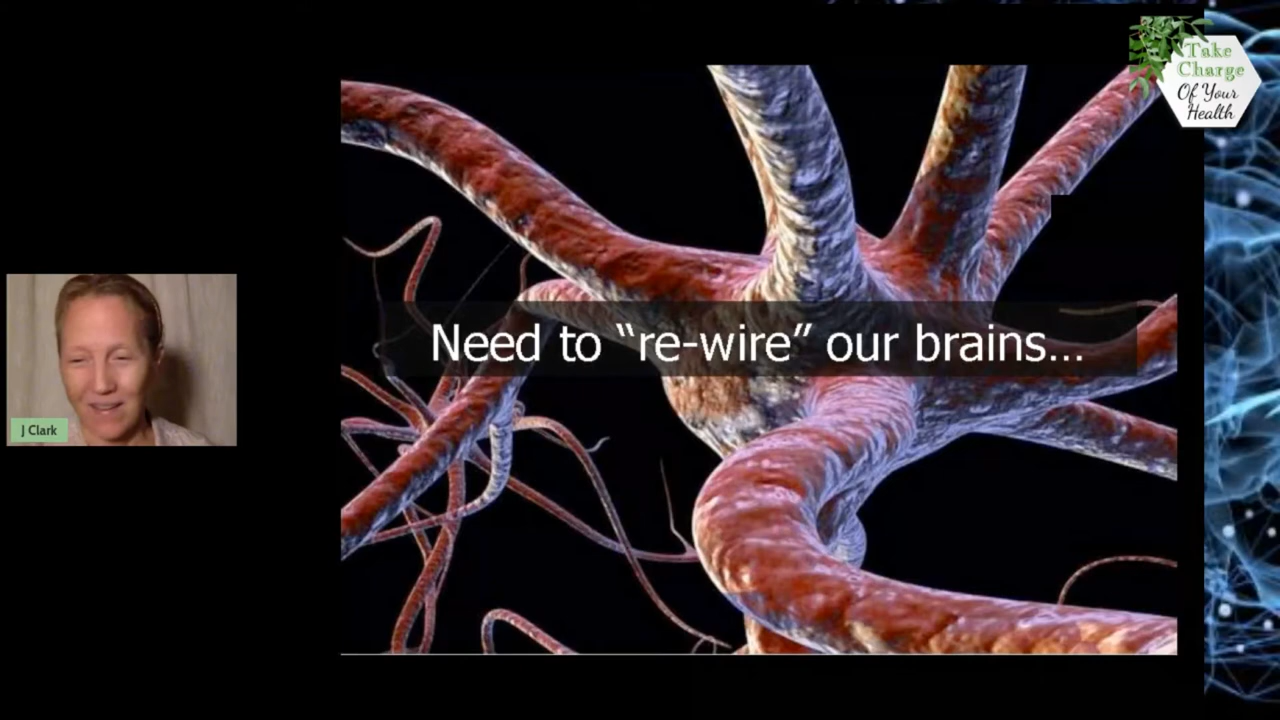 Take
Charge
Of Your
Health
Need to “re-wire” our brains…
J Clark